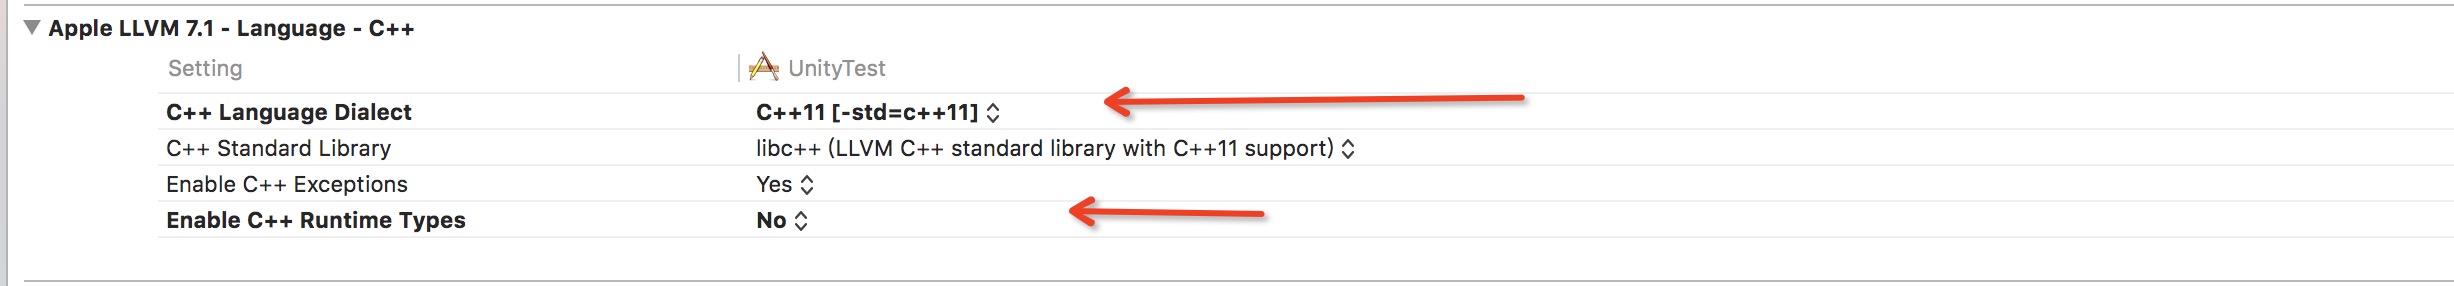 Apple LLVM 7.1 - Language - C++
Setting UnityTest
C++ Language Dialect C++11 [-std=c++11]
C++ Standard Library libc++ (LLVM C++ standard library with C++11 support)
Enable C++ Exceptions Yes
Enable C++ Runtime Types No